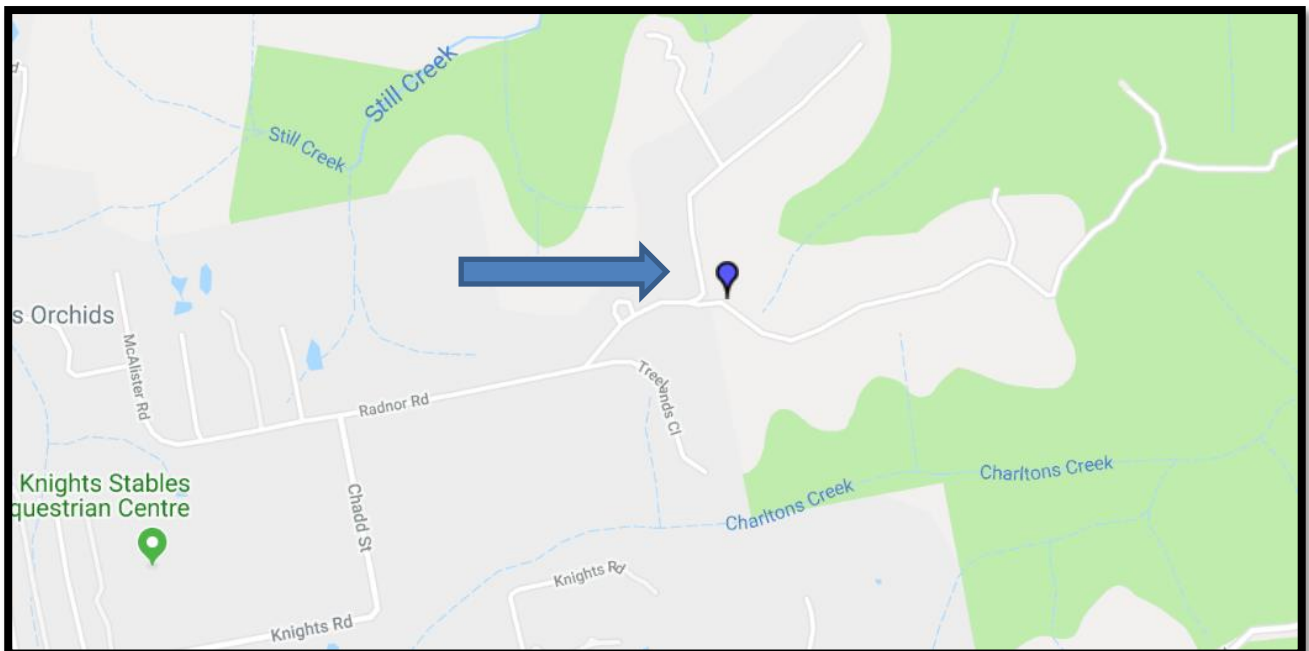 Still Creek
Still Creek
s Orchids
McAlister Rd
Radnor Rd
Treelands Cl
Knights Stables
questrian Centre
Chadd St
Charltons Creek
Charltons Creek
Knights Rd
Knights Rd